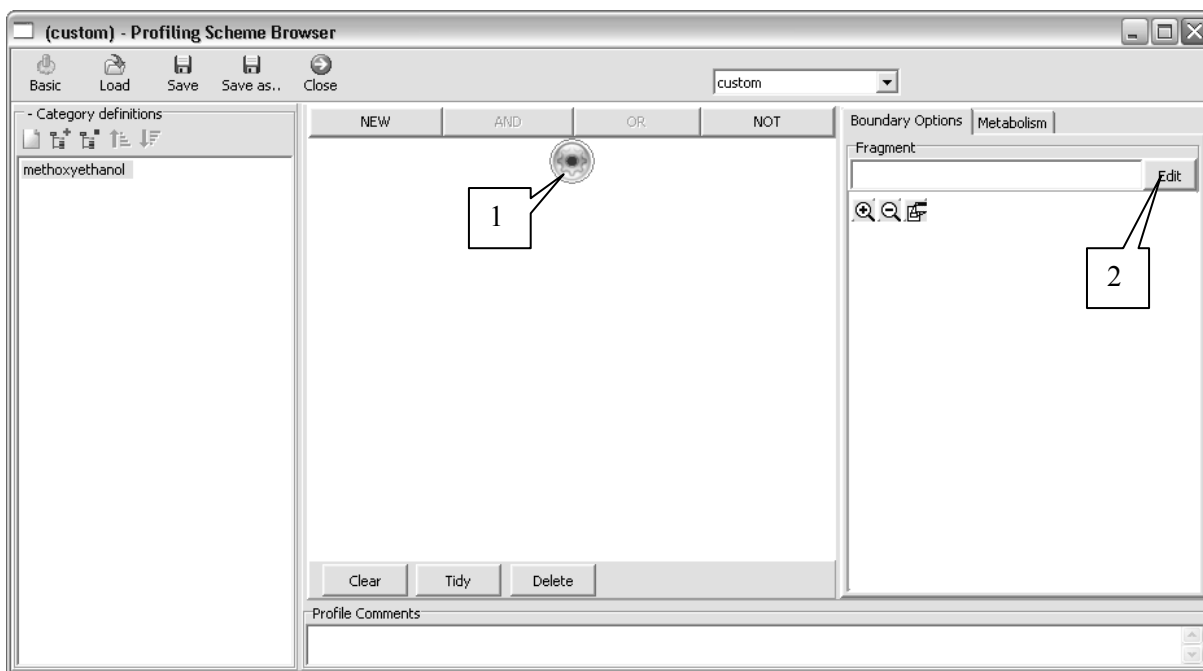 (custom) - Profiling Scheme Browser
Basic Load Save Save as.. Close
custom
- Category definitions
methoxyethanol
NEW AND OR NOT
1
Clear Tidy Delete
Boundary Options Metabolism
Fragment
Edit
2
Profile Comments